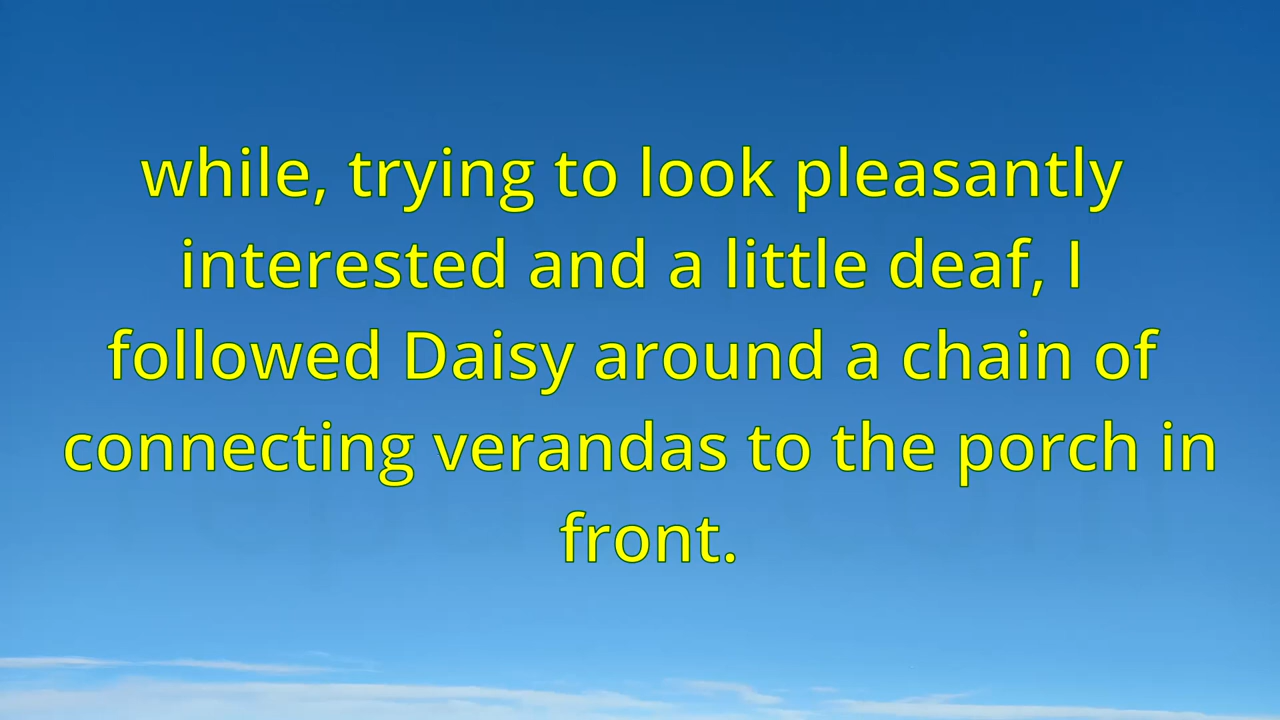 while, trying to look pleasantly
interested and a little deaf, I
followed Daisy around a chain of
connecting verandas to the porch in
front.